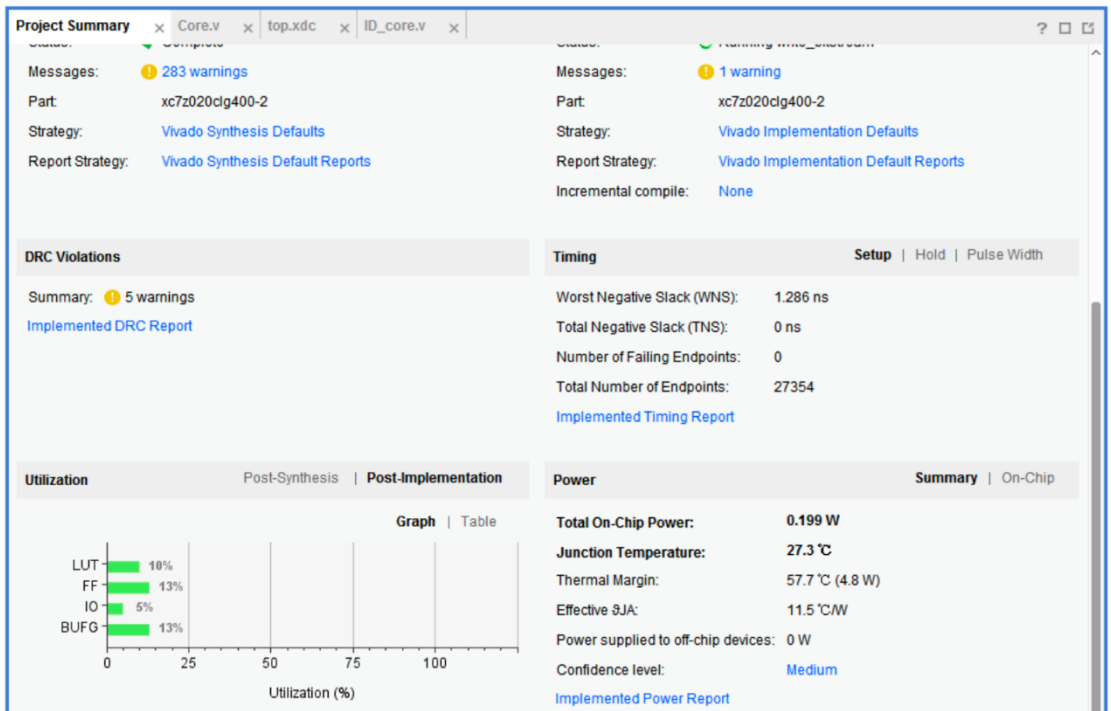 Project Summary × Core.v × top.xdc × ID_core.v ×
?
Status: Complete
Messages: 283 warnings
Part: xc7z020clg400-2
Strategy: Vivado Synthesis Defaults
Report Strategy: Vivado Synthesis Default Reports
Status: Running write_bitstream
Messages: 1 warning
Part: xc7z020clg400-2
Strategy: Vivado Implementation Defaults
Report Strategy: Vivado Implementation Default Reports
Incremental compile: None
DRC Violations
Summary: 5 warnings
Implemented DRC Report
Timing Setup | Hold | Pulse Width
Worst Negative Slack (WNS): 1.286 ns
Total Negative Slack (TNS): 0 ns
Number of Failing Endpoints: 0
Total Number of Endpoints: 27354
Implemented Timing Report
Utilization Post-Synthesis | Post-Implementation
Graph | Table
LUT 10%
FF 13%
IO 5%
BUFG 13%
0 25 50 75 100
Utilization (%)
Power Summary | On-Chip
Total On-Chip Power: 0.199 W
Junction Temperature: 27.3 ℃
Thermal Margin: 57.7 ℃ (4.8 W)
Effective ϑJA: 11.5 ℃/W
Power supplied to off-chip devices: 0 W
Confidence level: Medium
Implemented Power Report